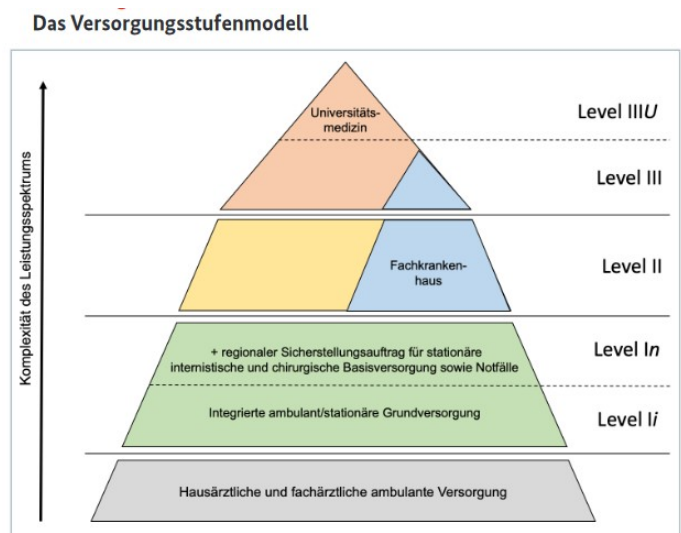 Das Versorgungsstufenmodell
Komplexität des Leistungsspektrums
Universitäts-
medizin
Level IIIU
Level III
Fachkranken-
haus
Level II
+ regionaler Sicherstellungsauftrag für stationäre
internistische und chirurgische Basisversorgung sowie Notfälle
Level In
Integrierte ambulant/stationäre Grundversorgung
Level Ii
Hausärztliche und fachärztliche ambulante Versorgung